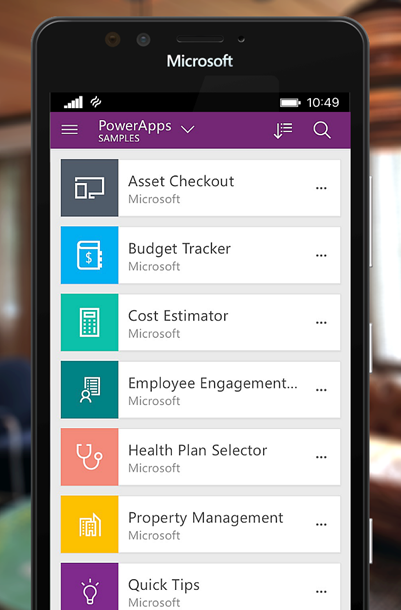 Microsoft
10:49
PowerApps
SAMPLES
Asset Checkout
Microsoft
Budget Tracker
Microsoft
$
Cost Estimator
Microsoft
Employee Engagement...
Microsoft
Health Plan Selector
Microsoft
Property Management
Microsoft
Quick Tips
Microsoft